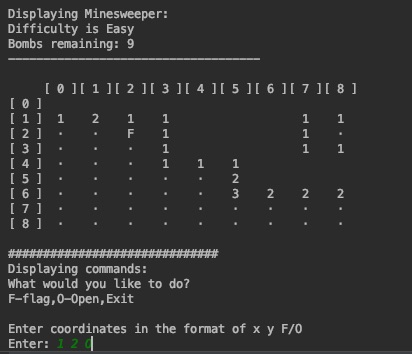 Displaying Minesweeper:
Difficulty is Easy
Bombs remaining: 9
------------------------------------
[ 0 ][ 1 ][ 2 ][ 3 ][ 4 ][ 5 ][ 6 ][ 7 ][ 8 ]
[ 0 ]
[ 1 ] 1 2 1 1 1 1
[ 2 ] · · F 1 1 ·
[ 3 ] · · · 1 1 1
[ 4 ] · · · 1 1 1
[ 5 ] · · · · · 2
[ 6 ] · · · · · 3 2 2 2
[ 7 ] · · · · · · · · ·
[ 8 ] · · · · · · · · ·
##############################
Displaying commands:
What would you like to do?
F-flag,O-Open,Exit
Enter coordinates in the format of x y F/O
Enter: 1 2 O